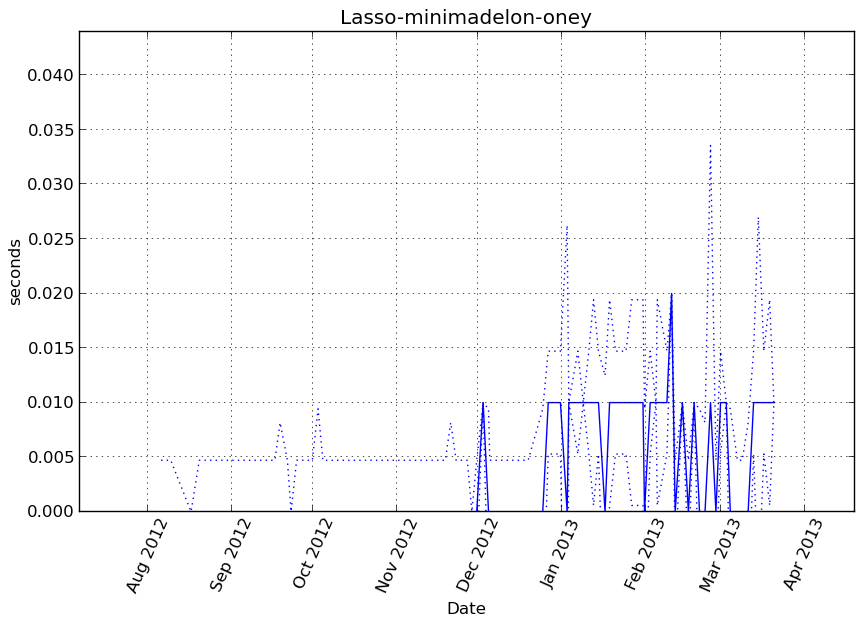 Lasso-minimadelon-oney
0.040
0.035
0.030
0.025
0.020
0.015
0.010
0.005
0.000
seconds
Aug 2012
Sep 2012
Oct 2012
Nov 2012
Dec 2012
Jan 2013
Feb 2013
Mar 2013
Apr 2013
Date